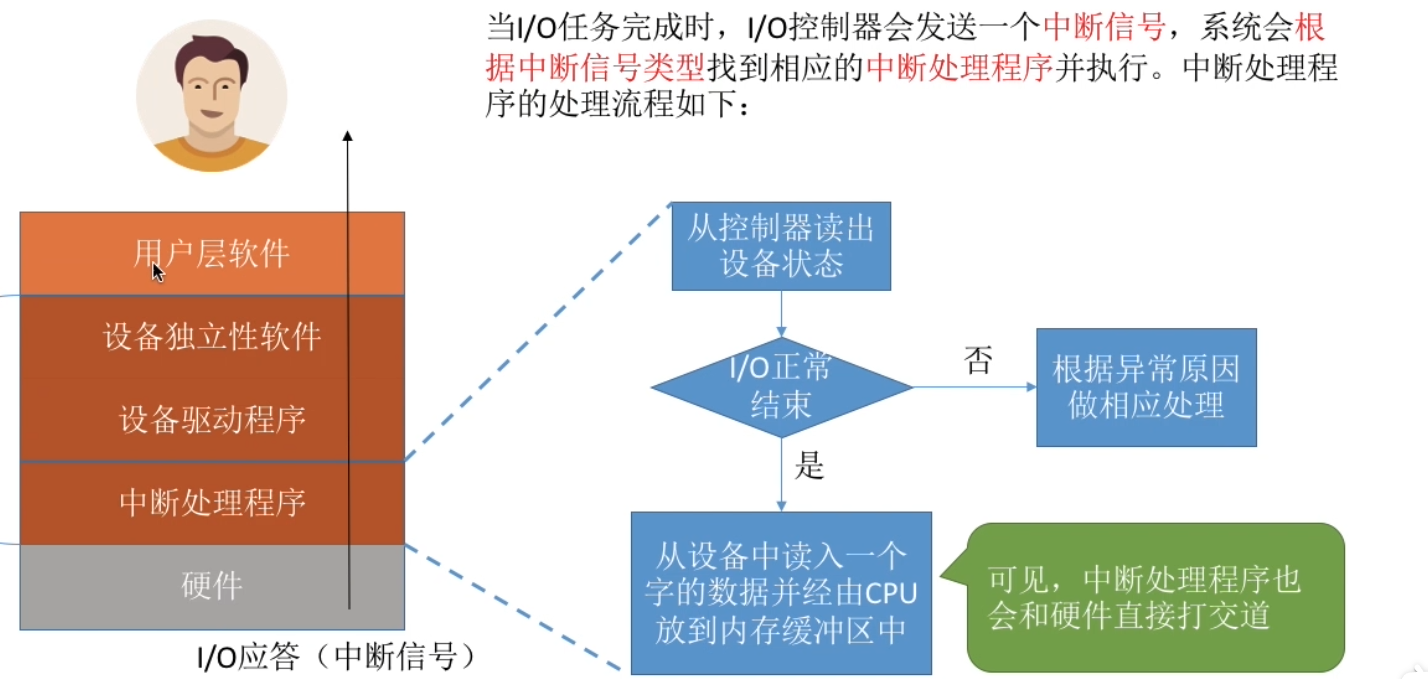 当I/O任务完成时，I/O控制器会发送一个中断信号，系统会根
据中断信号类型找到相应的中断处理程序并执行。中断处理程
序的处理流程如下：
用户层软件
设备独立性软件
设备驱动程序
中断处理程序
硬件
I/O应答（中断信号）
从控制器读出
设备状态
I/O正常
结束
否
根据异常原因
做相应处理
是
从设备中读入一个
字的数据并经由CPU
放到内存缓冲区中
可见，中断处理程序也
会和硬件直接打交道